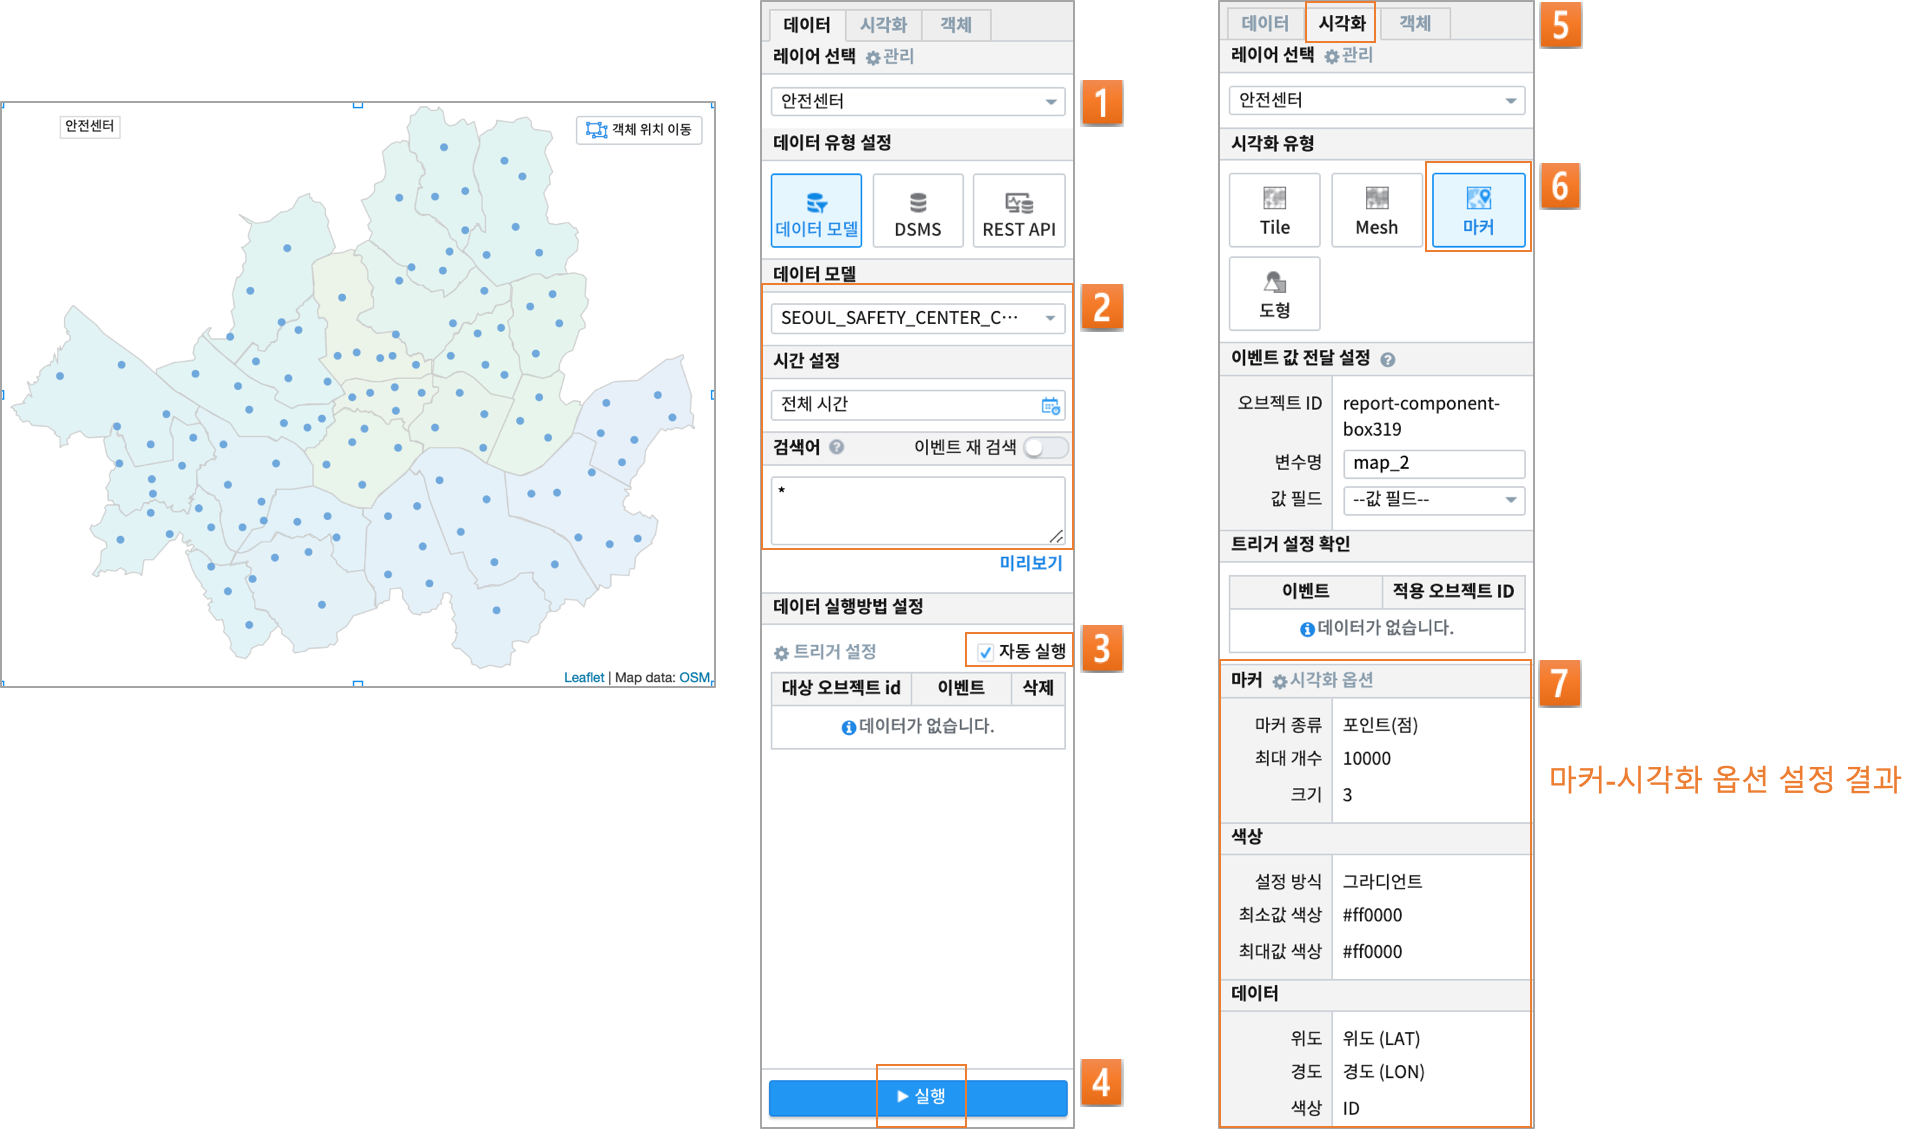 안전센터
객체 위치 이동
Leaflet | Map data: OSM
데이터 시각화 객체
레이어 선택 관리
안전센터
1
데이터 유형 설정
데이터 모델 DSMS REST API
데이터 모델
SEOUL_SAFETY_CENTER_C⋯
2
시간 설정
전체 시간
검색어 ? 이벤트 재 검색
*
미리보기
데이터 실행방법 설정
트리거 설정 자동 실행
3
대상 오브젝트 id 이벤트 삭제
데이터가 없습니다.
실행
4
데이터 시각화 객체
5
레이어 선택 관리
안전센터
시각화 유형
Tile Mesh 마커
6
도형
이벤트 값 전달 설정 ?
오브젝트 ID report-component-
box319
변수명 map_2
값 필드 --값 필드--
트리거 설정 확인
이벤트 적용 오브젝트 ID
데이터가 없습니다.
마커 시각화 옵션
7
마커 종류 포인트(점)
최대 개수 10000
크기 3
마커-시각화 옵션 설정 결과
색상
설정 방식 그라디언트
최소값 색상 #ff0000
최대값 색상 #ff0000
데이터
위도 위도 (LAT)
경도 경도 (LON)
색상 ID